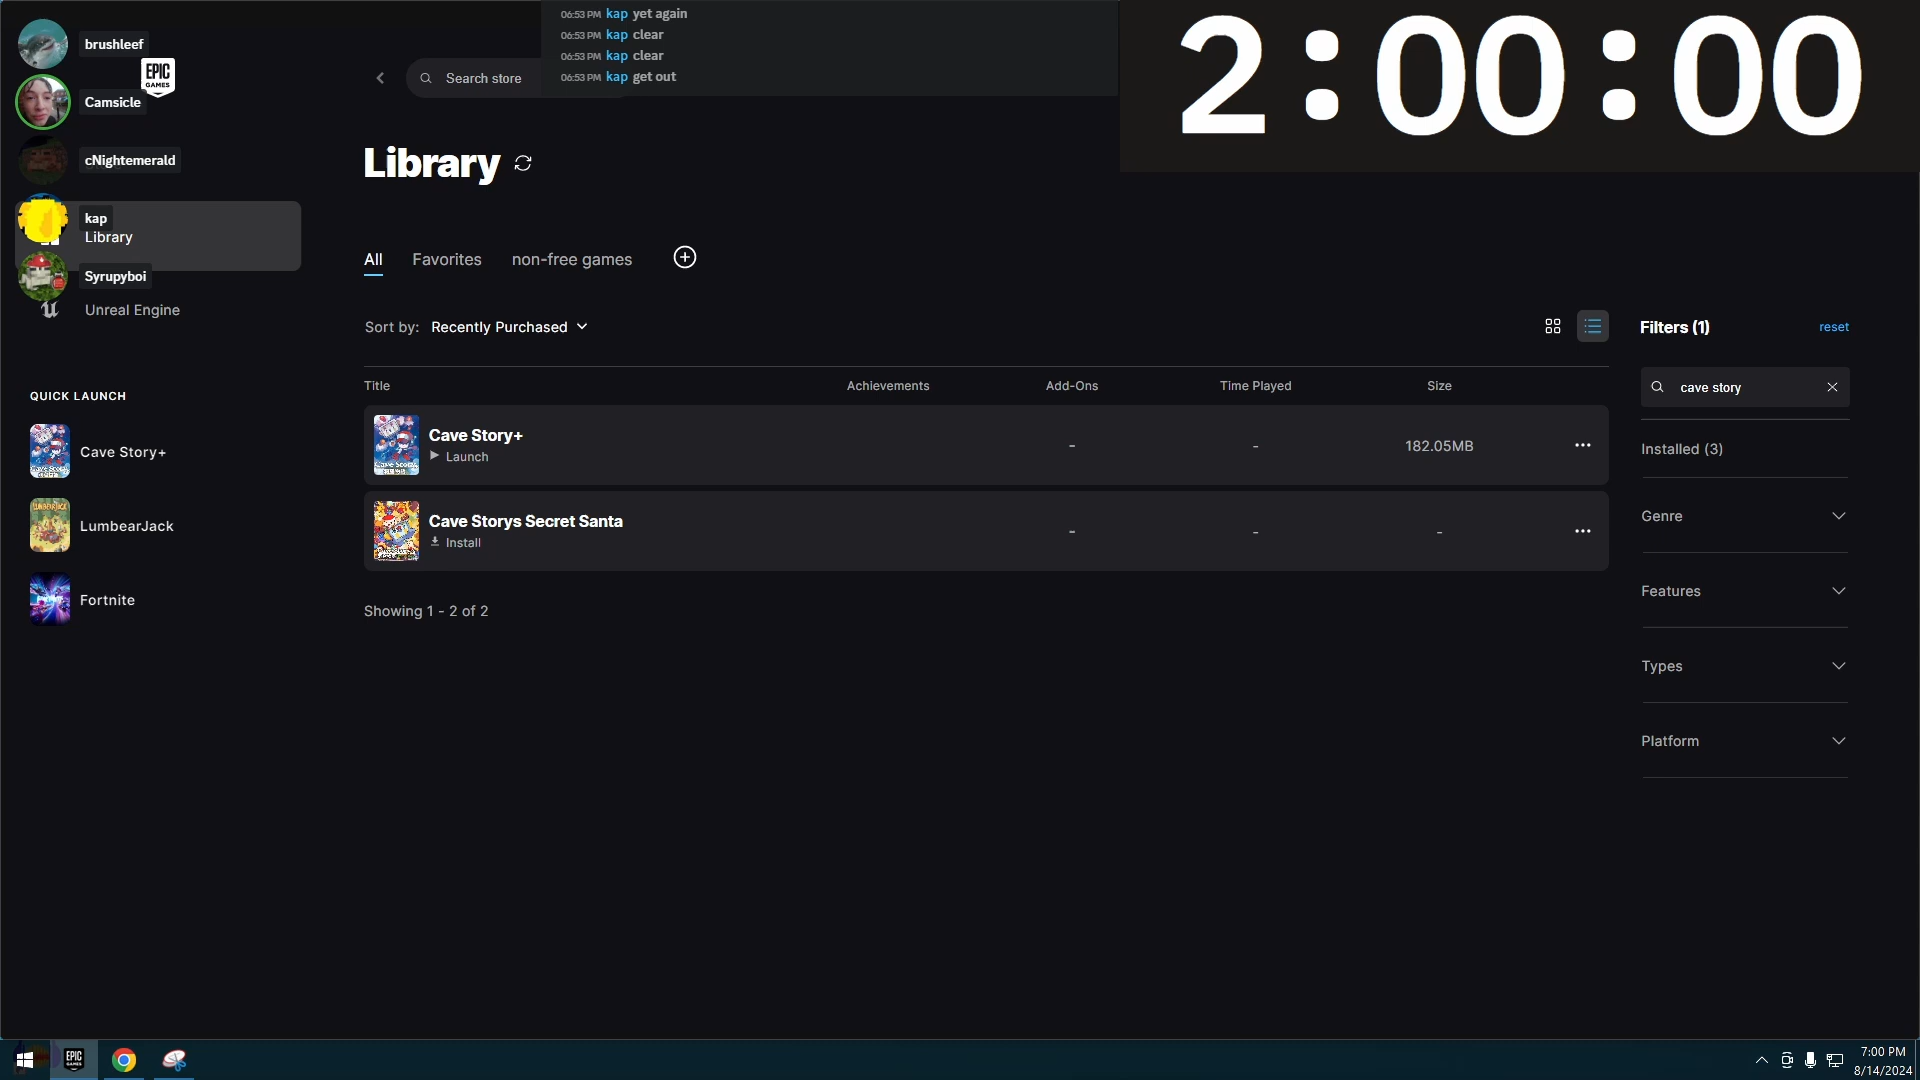 brushleef
EPIC
GAMES
Camsicle
cNightemerald
kap
Library
Syrupyboi
Unreal Engine
QUICK LAUNCH
Cave Story+
LumbearJack
Fortnite
06:53 PM kap yet again
06:53 PM kap clear
06:53 PM kap clear
06:53 PM kap get out
Search store
2:00:00
Library
All Favorites non-free games
Sort by: Recently Purchased
Title Achievements Add-Ons Time Played Size
Cave Story+
Launch
- - 182.05MB
Cave Storys Secret Santa
Install
- - -
Showing 1 - 2 of 2
Filters (1) reset
cave story
Installed (3)
Genre
Features
Types
Platform
EPIC
GAMES
7:00 PM
8/14/2024